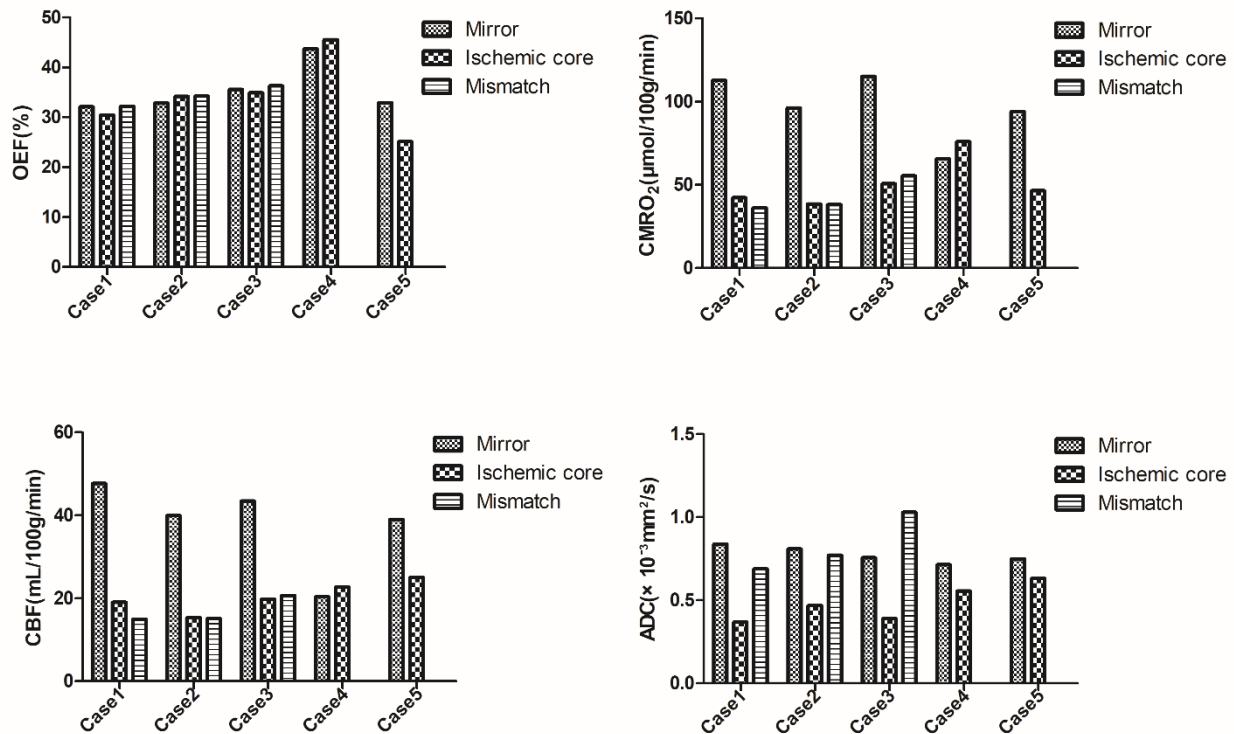 50
40
30
20
10
0
OEF(%)
Case1
Case2
Case3
Case4
Case5
Mirror
Ischemic core
Mismatch
150
100
50
0
CMRO₂(µmol/100g/min)
Case1
Case2
Case3
Case4
Case5
Mirror
Ischemic core
Mismatch
60
40
20
0
CBF(mL/100g/min)
Case1
Case2
Case3
Case4
Case5
Mirror
Ischemic core
Mismatch
1.5
1.0
0.5
0.0
ADC(× 10⁻³mm²/s)
Case1
Case2
Case3
Case4
Case5
Mirror
Ischemic core
Mismatch